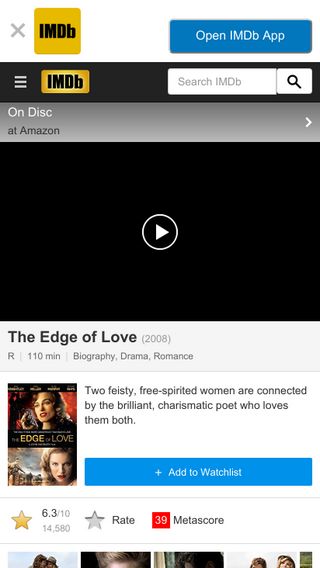 IMDb
Open IMDb App
IMDb
Search IMDb
On Disc
at Amazon
The Edge of Love (2008)
R | 110 min | Biography, Drama, Romance
THE EDGE OF LOVE
Two feisty, free-spirited women are connected
by the brilliant, charismatic poet who loves
them both.
+ Add to Watchlist
6.3/10
14,580
Rate
39 Metascore